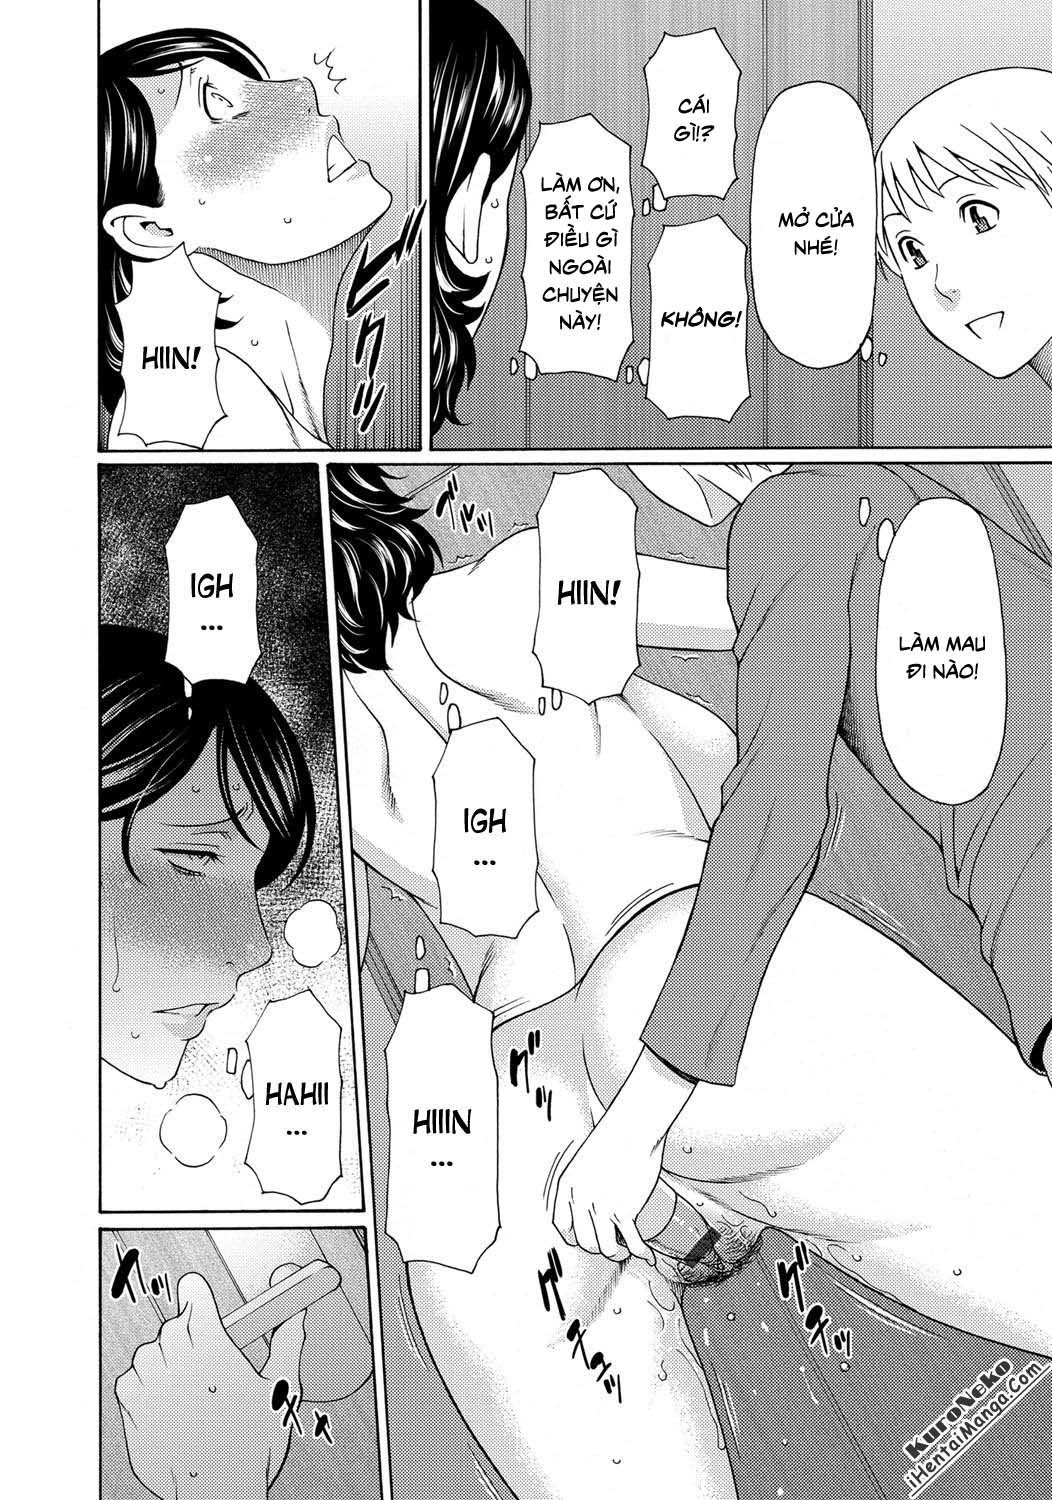 MỞ CỬA
NHÉ!
CÁI
GÌ!?
KHÔNG!
LÀM ƠN,
BẤT CỨ
ĐIỀU GÌ
NGOÀI
CHUYỆN
NÀY!
HIIN!
LÀM MAU
ĐI NÀO!
HIIN!
IGH
...
HIIIN
...
IGH
...
HAHII
...
KuroNeko
iHentaiManga.Com